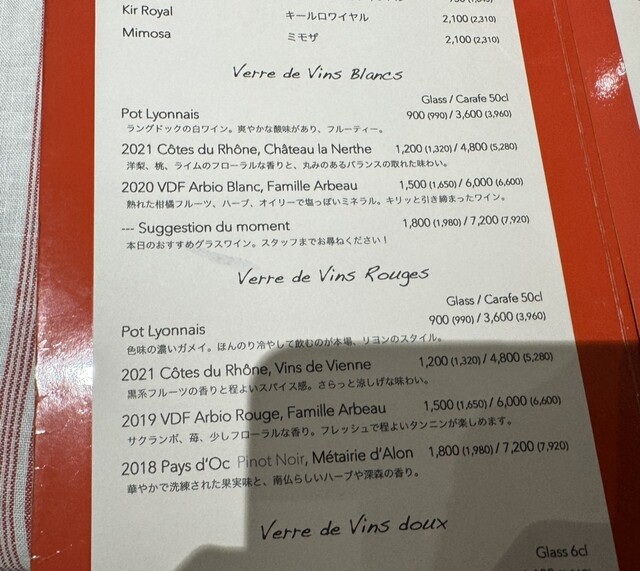 Kir Royal キールロワイヤル 2,100 (2,310)
Mimosa ミモザ 2,100 (2,310)
Verre de Vins Blancs
Glass / Carafe 50cl
Pot Lyonnais 900 (990) / 3,600 (3,960)
ラングドックの白ワイン。爽やかな酸味があり、フルーティー。
2021 Côtes du Rhône, Château la Nerthe 1,200 (1,320) / 4,800 (5,280)
洋梨、桃、ライムのフローラルな香りと、丸みのあるバランスの取れた味わい。
2020 VDF Arbio Blanc, Famille Arbeau 1,500 (1,650) / 6,000 (6,600)
熟れた柑橘フルーツ、ハーブ、オイリーで塩っぽいミネラル。キリッと引き締まったワイン。
--- Suggestion du moment 1,800 (1,980) / 7,200 (7,920)
本日のおすすめグラスワイン。スタッフまでお尋ねください！
Verre de Vins Rouges
Glass / Carafe 50cl
Pot Lyonnais 900 (990) / 3,600 (3,960)
色味の濃いガメイ。ほんのり冷やして飲むのが本場、リヨンのスタイル。
2021 Côtes du Rhône, Vins de Vienne 1,200 (1,320) / 4,800 (5,280)
黒系フルーツの香りと程よいスパイス感。さらっと涼しげな味わい。
2019 VDF Arbio Rouge, Famille Arbeau 1,500 (1,650) / 6,000 (6,600)
サクランボ、苺、少しフローラルな香り。フレッシュで程よいタンニンが楽しめます。
2018 Pays d'Oc Pinot Noir, Métairie d'Alon 1,800 (1,980) / 7,200 (7,920)
華やかで洗練された果実味と、南仏らしいハーブや深森の香り。
Verre de Vins doux
Glass 6cl